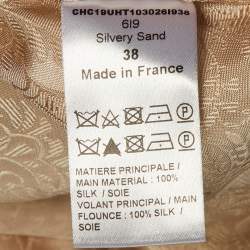 CHC19UHT103026I938
6I9
Silvery Sand
38
Made in France
P
P
MATIERE PRINCIPALE /
MAIN MATERIAL : 100%
SILK / SOIE
VOLANT PRINCIPAL / MAIN
FLOUNCE : 100% SILK /
SOIE